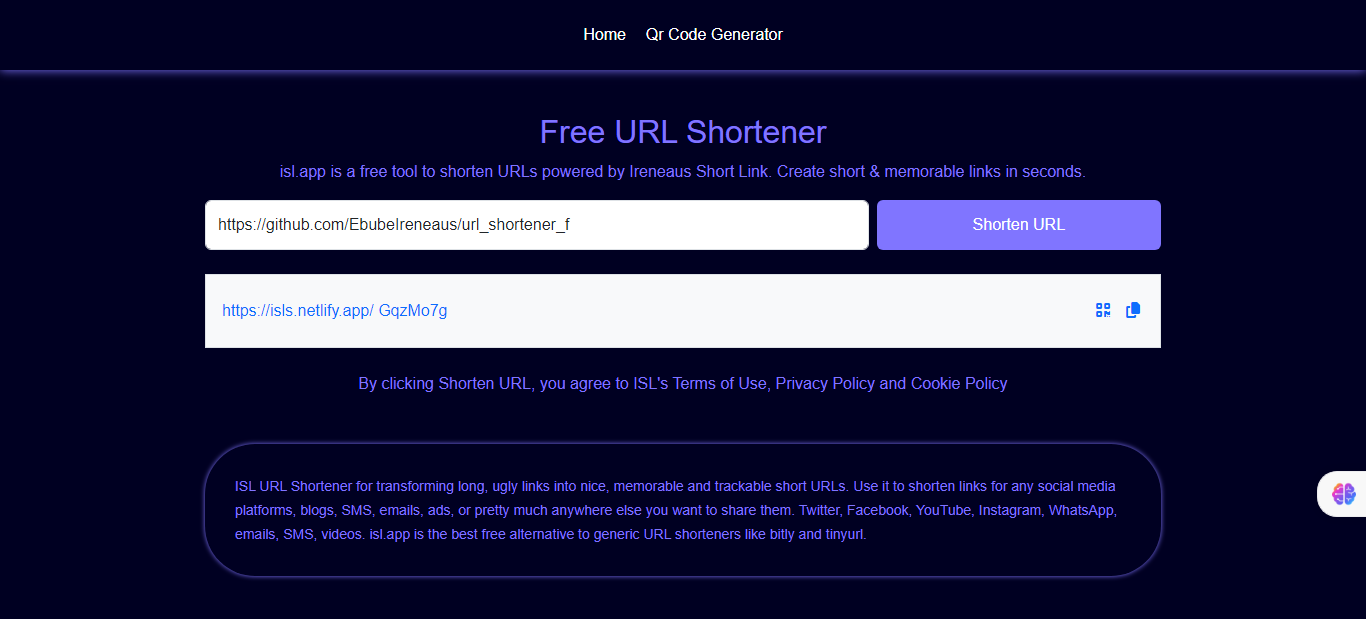 Home Qr Code Generator
Free URL Shortener
isl.app is a free tool to shorten URLs powered by Ireneaus Short Link. Create short & memorable links in seconds.
https://github.com/EbubeIreneaus/url_shortener_f
Shorten URL
https://isls.netlify.app/ GqzMo7g
By clicking Shorten URL, you agree to ISL's Terms of Use, Privacy Policy and Cookie Policy
ISL URL Shortener for transforming long, ugly links into nice, memorable and trackable short URLs. Use it to shorten links for any social media
platforms, blogs, SMS, emails, ads, or pretty much anywhere else you want to share them. Twitter, Facebook, YouTube, Instagram, WhatsApp,
emails, SMS, videos. isl.app is the best free alternative to generic URL shorteners like bitly and tinyurl.